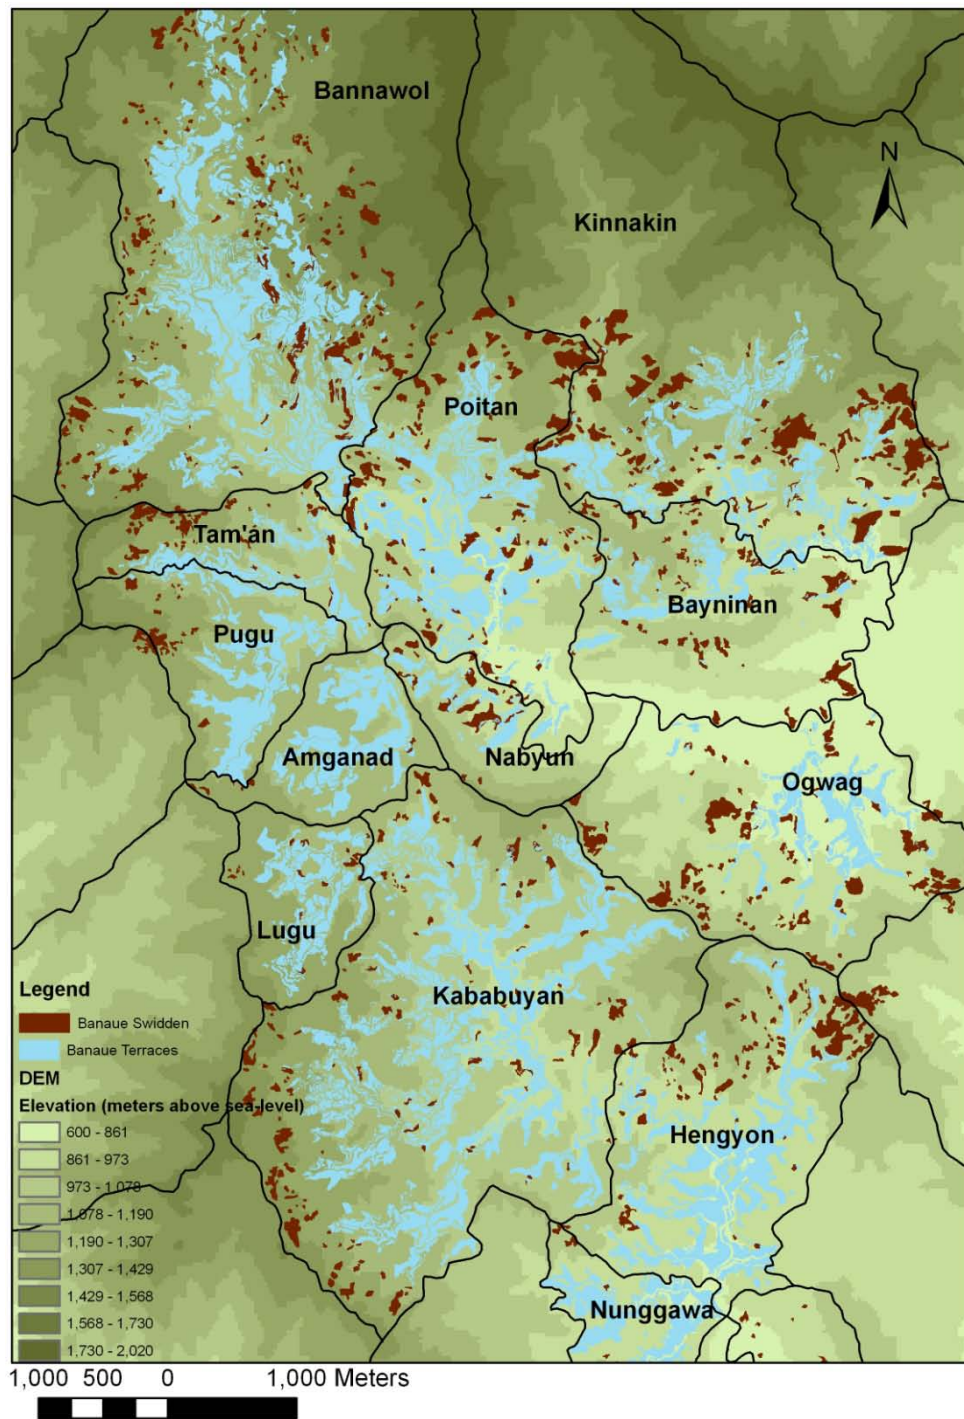 Bannawol
N
Kinnakin
Poitan
Tam'án
Bayninan
Pugu
Amganad
Nabyun
Ogwag
Lugu
Kababuyan
Hengyon
Nunggawa
Legend
Banaue Swidden
Banaue Terraces
DEM
Elevation (meters above sea-level)
600 - 861
861 - 973
973 - 1,078
1,078 - 1,190
1,190 - 1,307
1,307 - 1,429
1,429 - 1,568
1,568 - 1,730
1,730 - 2,020
1,000 500 0 1,000 Meters